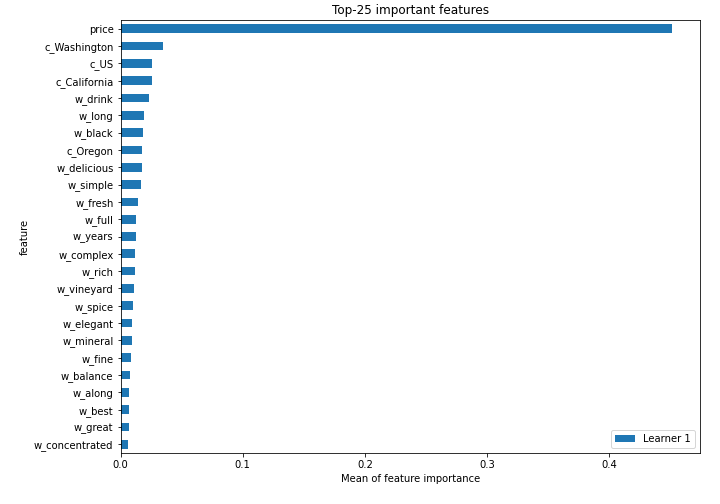 Top-25 important features
price
c_Washington
c_US
c_California
w_drink
w_long
w_black
c_Oregon
w_delicious
w_simple
w_fresh
w_full
w_years
w_complex
w_rich
w_vineyard
w_spice
w_elegant
w_mineral
w_fine
w_balance
w_along
w_best
w_great
w_concentrated
feature
Learner 1
0.0 0.1 0.2 0.3 0.4
Mean of feature importance